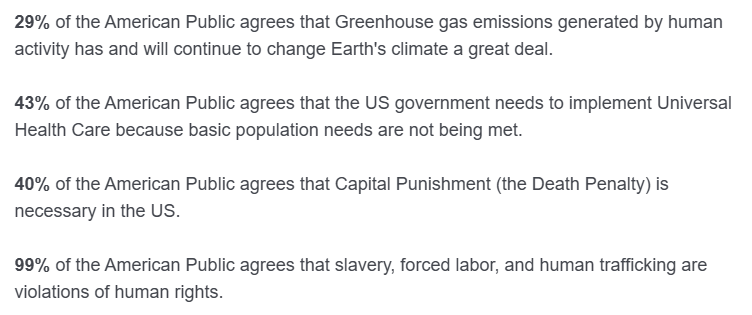 29% of the American Public agrees that Greenhouse gas emissions generated by human
activity has and will continue to change Earth's climate a great deal.
43% of the American Public agrees that the US government needs to implement Universal
Health Care because basic population needs are not being met.
40% of the American Public agrees that Capital Punishment (the Death Penalty) is
necessary in the US.
99% of the American Public agrees that slavery, forced labor, and human trafficking are
violations of human rights.